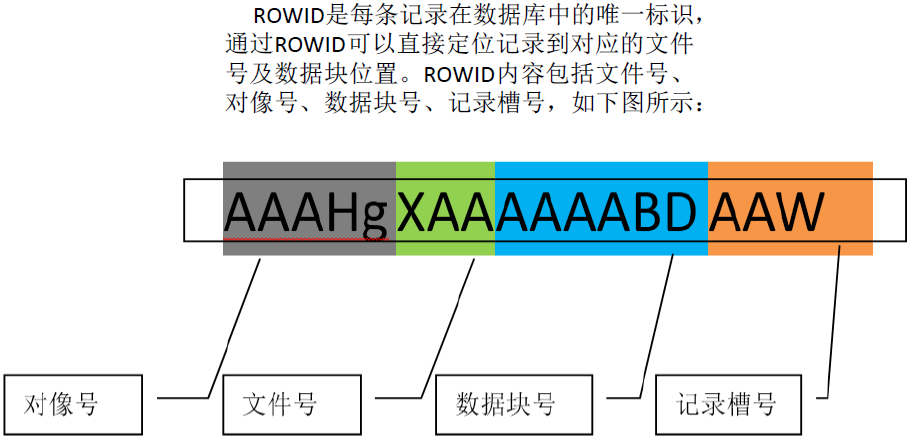 ROWID是每条记录在数据库中的唯一标识，
通过ROWID可以直接定位记录到对应的文件
号及数据块位置。ROWID内容包括文件号、
对像号、数据块号、记录槽号，如下图所示：
AAAHgXAAAAAABDAAW
对像号 文件号 数据块号 记录槽号